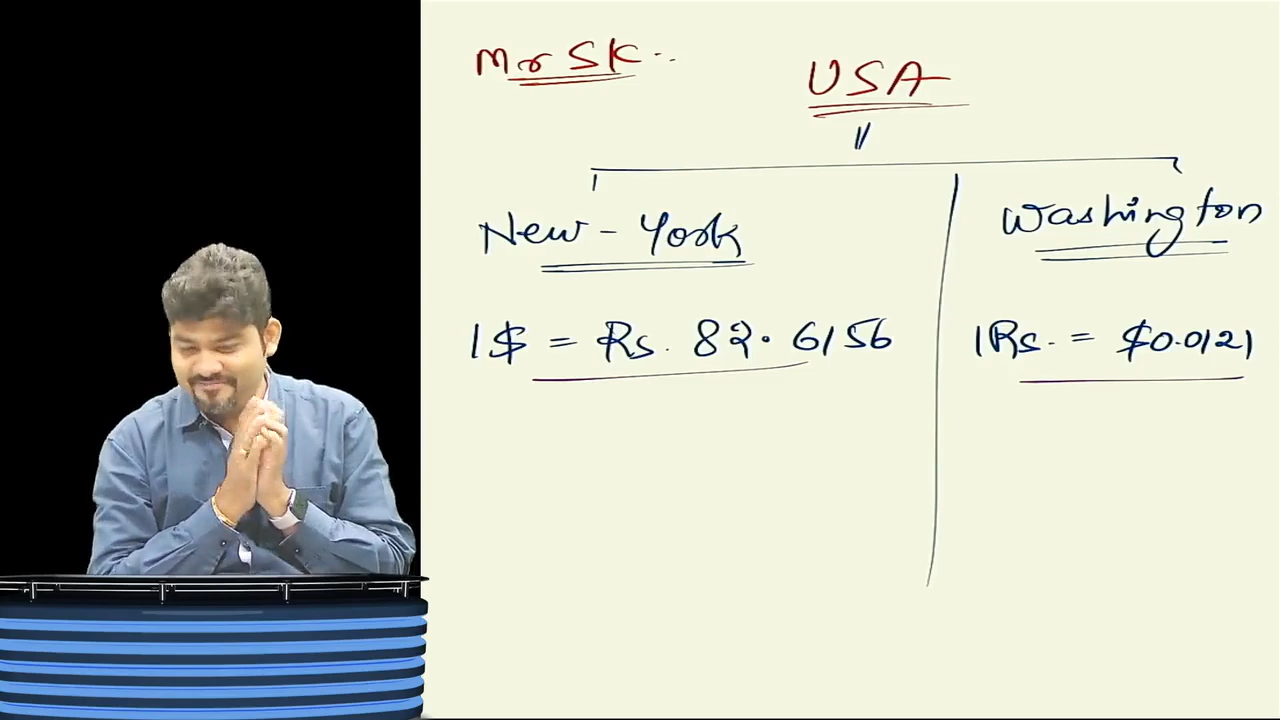 Mr SK..
USA
New-York
Washington
1$ = Rs. 82.6156
1Rs. = $0.0121